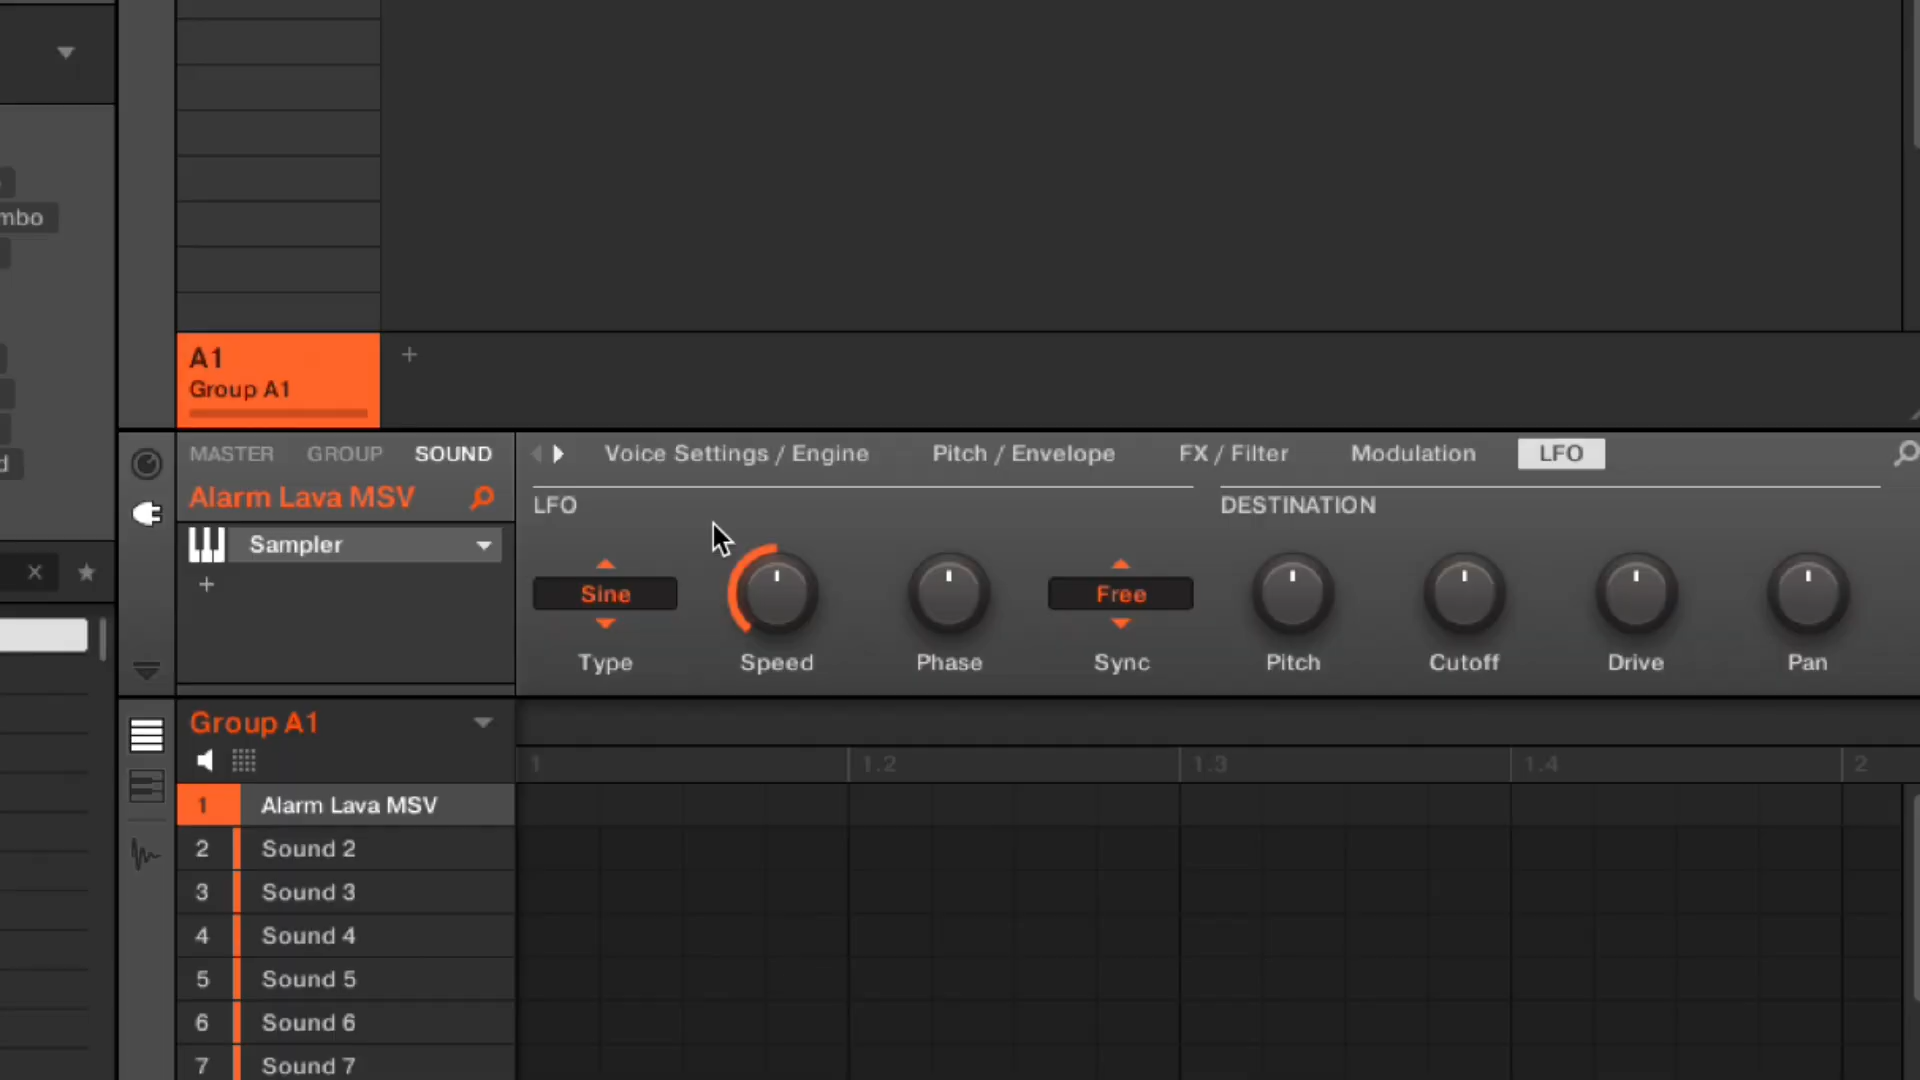 mbo
A1
Group A1
MASTER GROUP SOUND
Voice Settings / Engine Pitch / Envelope FX / Filter Modulation LFO
Alarm Lava MSV
LFO DESTINATION
Sampler
Sine Free
Type Speed Phase Sync Pitch Cutoff Drive Pan
Group A1
1 1.2 1.3 1.4 2
1 Alarm Lava MSV
2 Sound 2
3 Sound 3
4 Sound 4
5 Sound 5
6 Sound 6
7 Sound 7